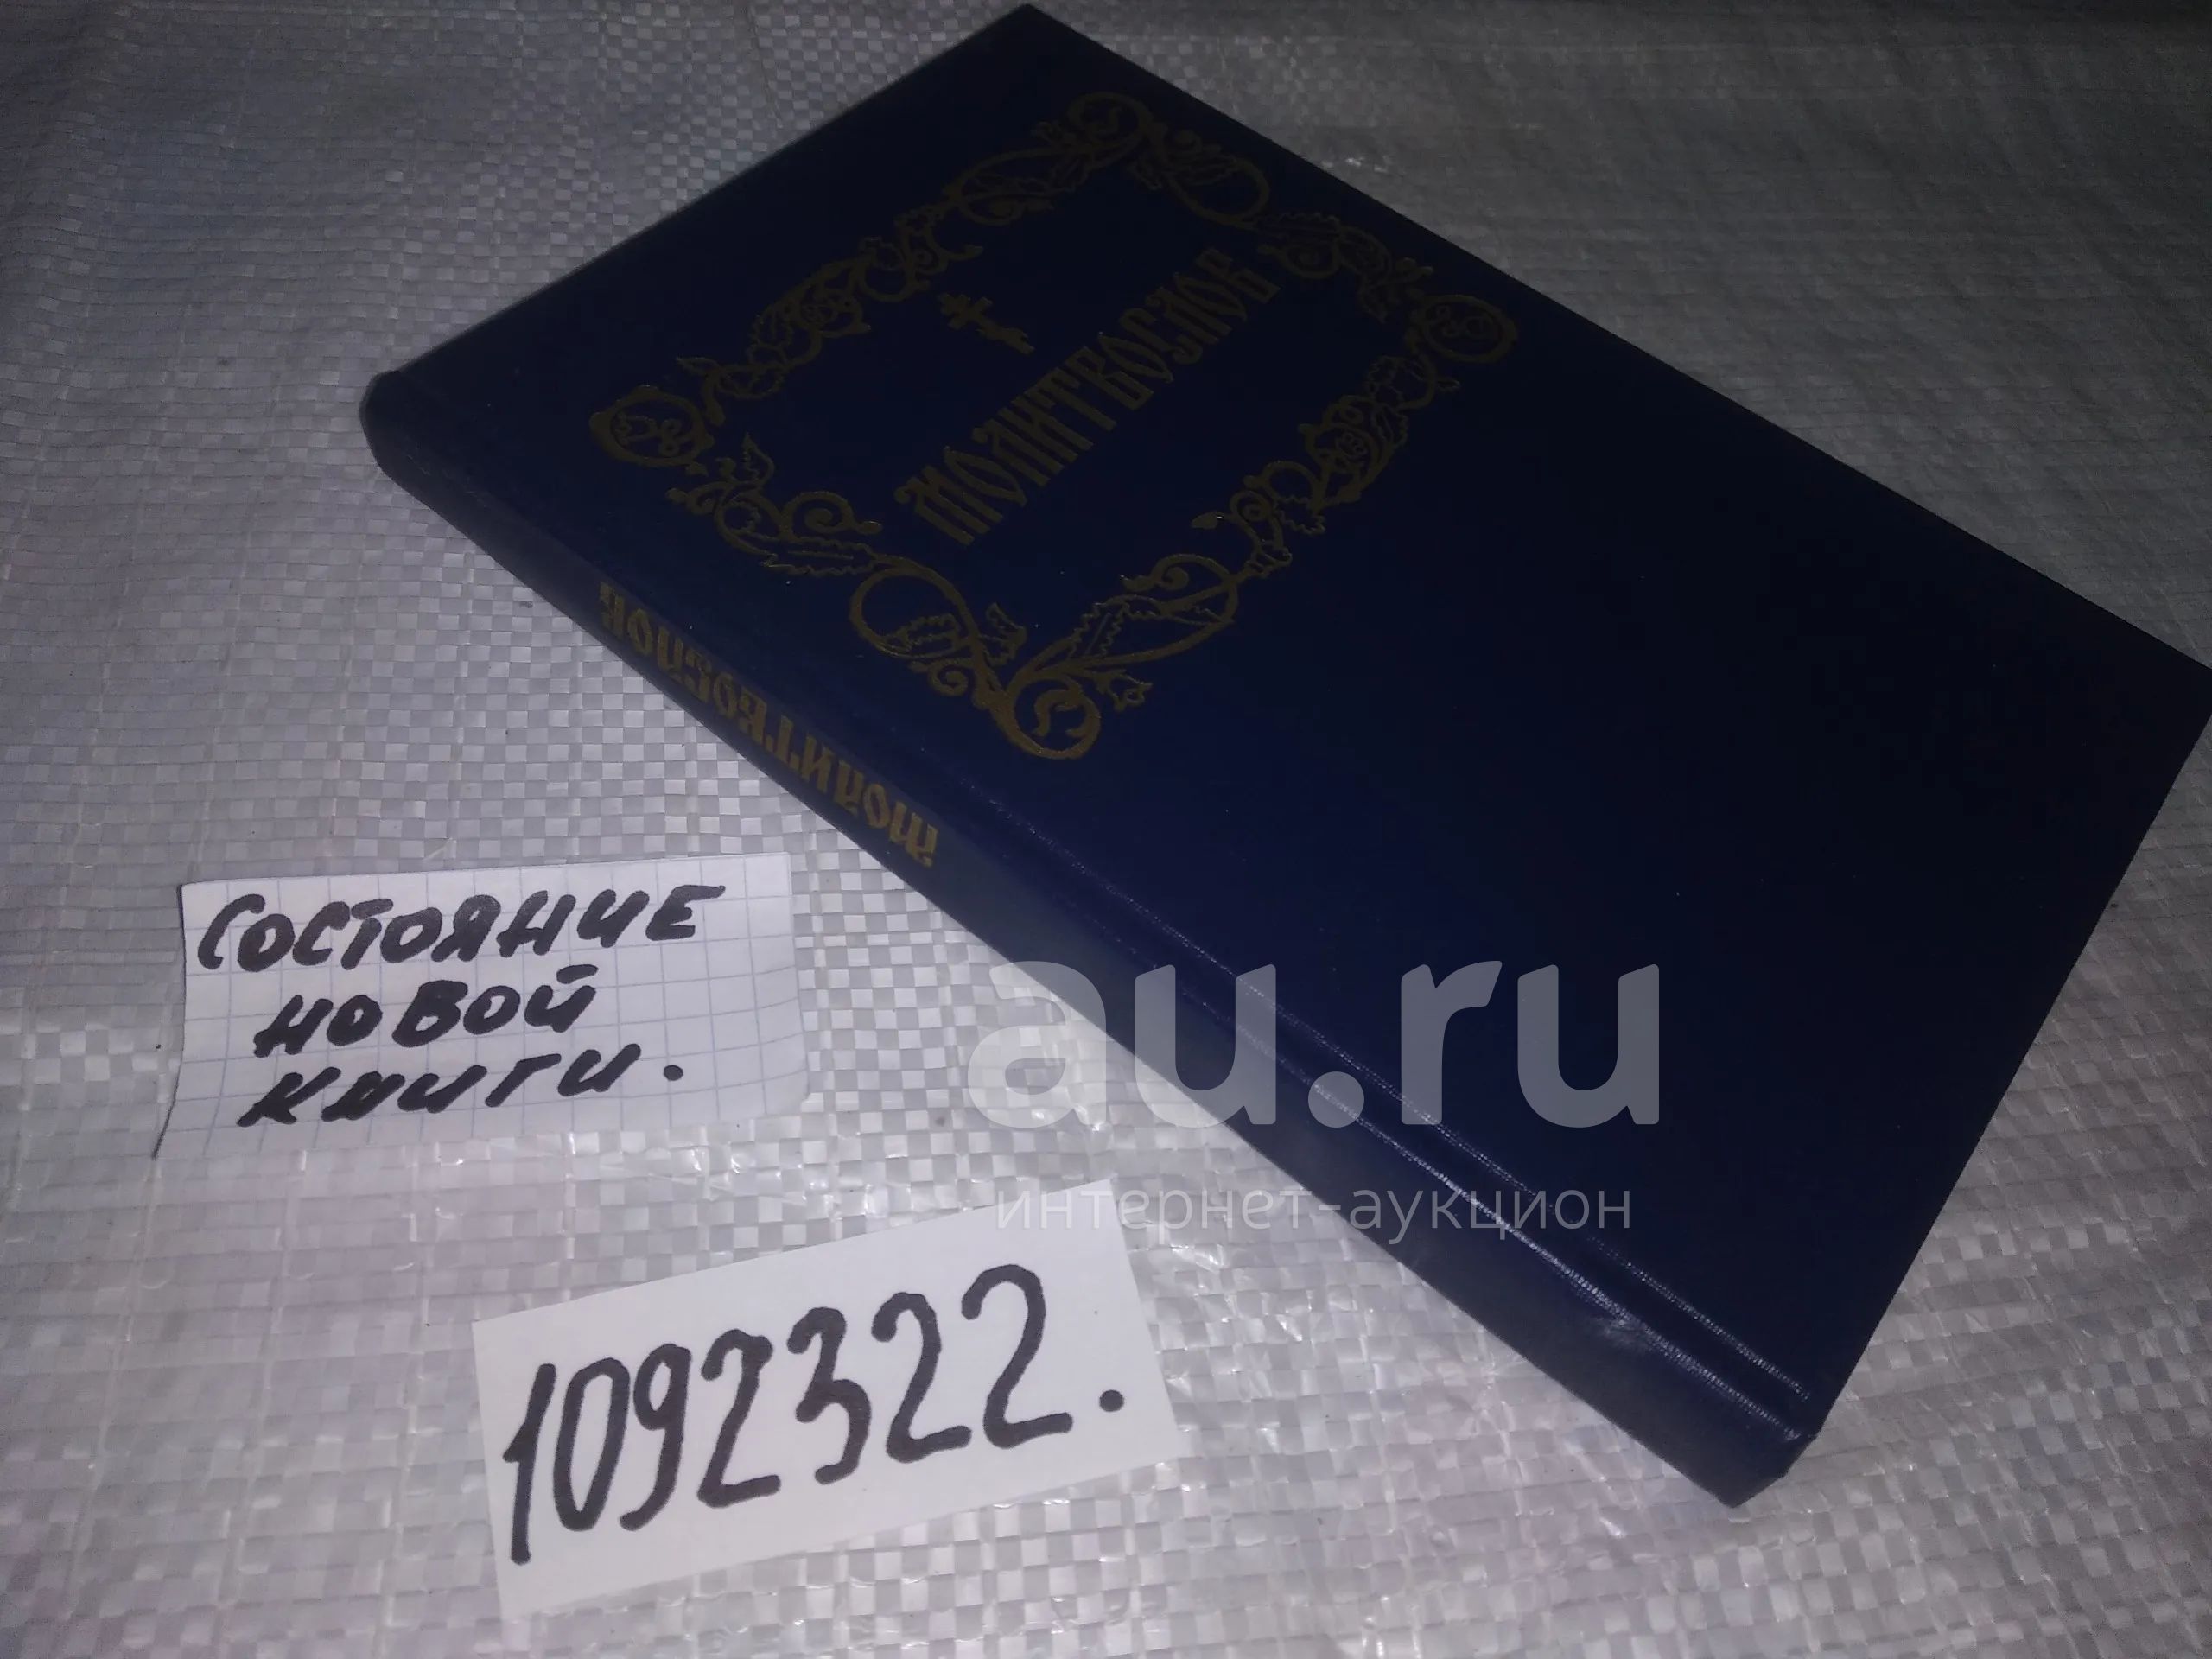 МОЛИТВОСЛОВ
МОЛИТВОСЛОВ
СОСТОЯНИЕ
НОВОЙ
КНИГИ.
au.ru
интернет-аукцион
1092322.